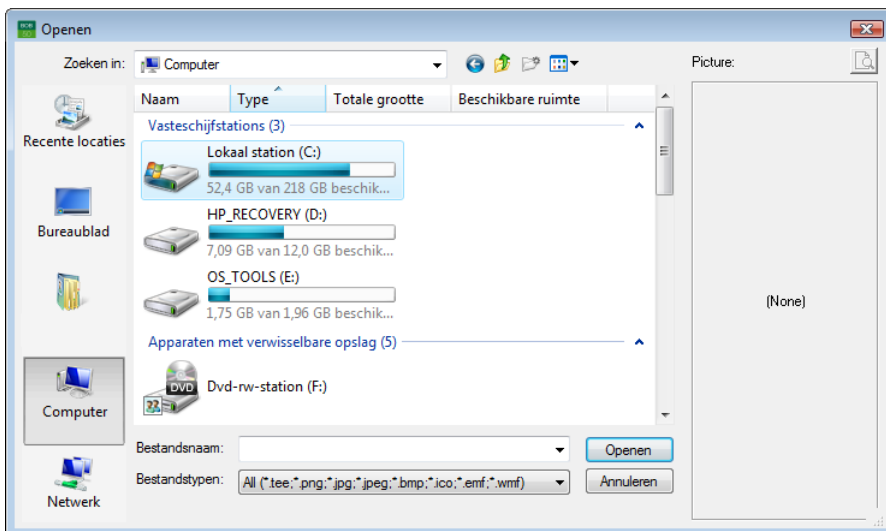 BOB
50
Openen
Zoeken in:
Computer
Picture:
Naam
Type
Totale grootte
Beschikbare ruimte
Recente locaties
Bureaublad
Computer
Netwerk
Vasteschijfstations (3)
Lokaal station (C:)
52,4 GB van 218 GB beschik...
HP_RECOVERY (D:)
7,09 GB van 12,0 GB beschik...
OS_TOOLS (E:)
1,75 GB van 1,96 GB beschik...
Apparaten met verwisselbare opslag (5)
DVD
Dvd-rw-station (F:)
(None)
Bestandsnaam:
Openen
Bestandstypen:
All (*.tee;*.png;*.jpg;*.jpeg;*.bmp;*.ico;*.emf;*.wmf)
Annuleren